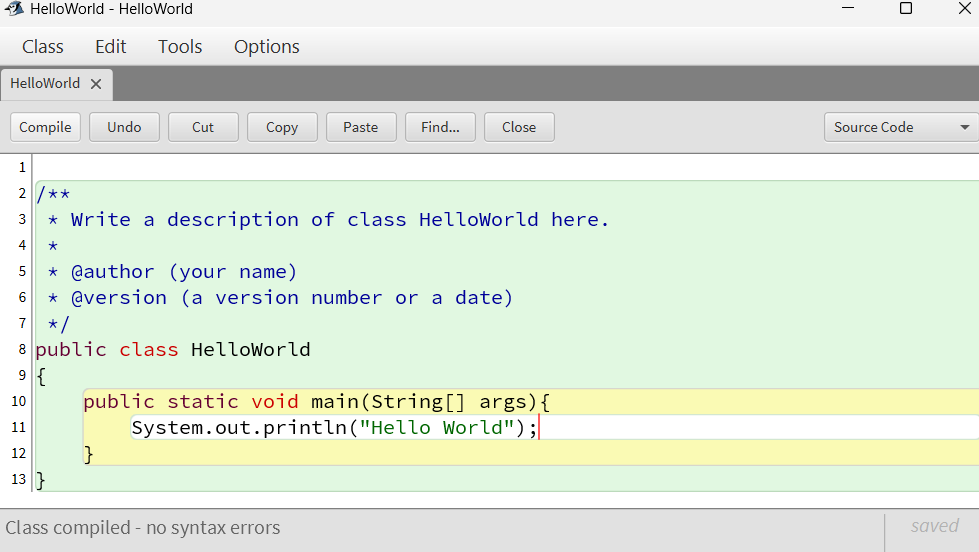 HelloWorld - HelloWorld
Class Edit Tools Options
HelloWorld
Compile Undo Cut Copy Paste Find... Close Source Code
1
2 /**
3  * Write a description of class HelloWorld here.
4  *
5  * @author (your name)
6  * @version (a version number or a date)
7  */
8 public class HelloWorld
9 {
10     public static void main(String[] args){
11         System.out.println("Hello World");
12     }
13 }
Class compiled - no syntax errors saved